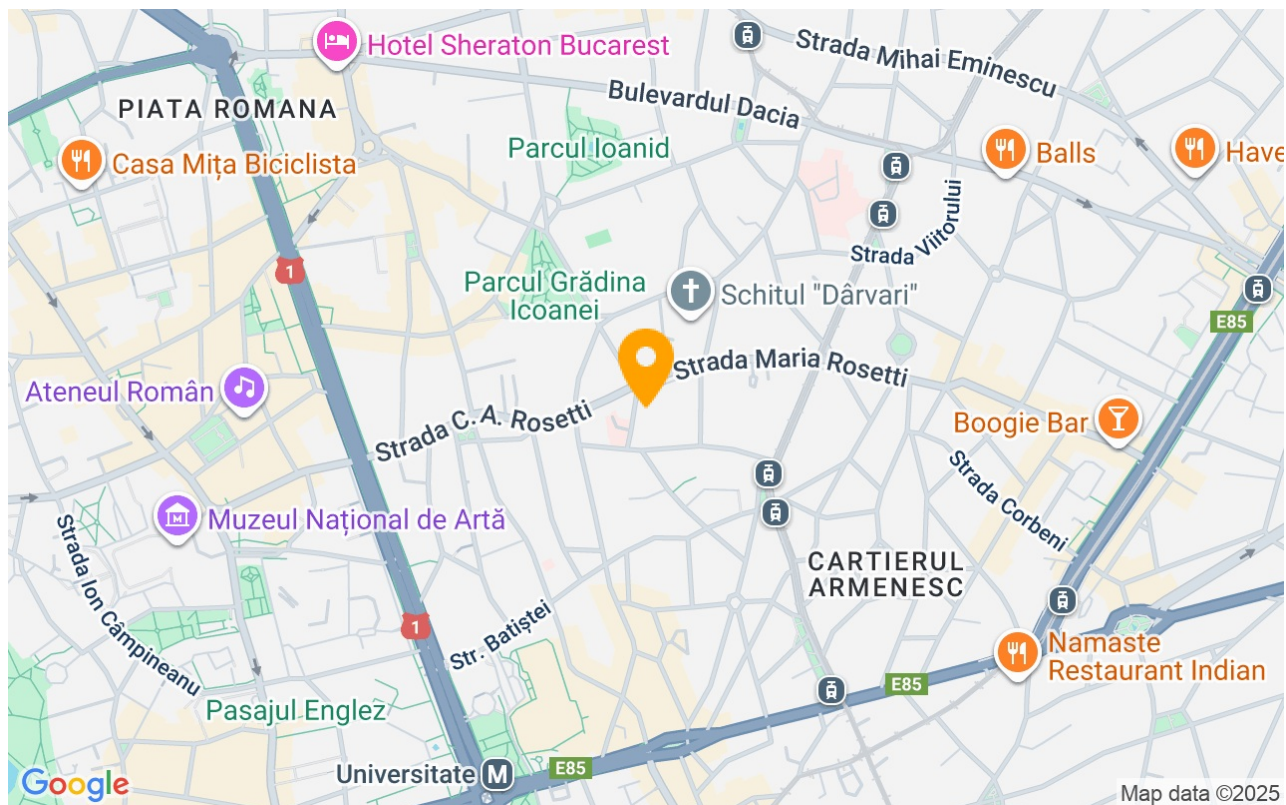 Hotel Sheraton Bucarest
Strada Mihai Eminescu
PIATA ROMANA
Bulevardul Dacia
Casa Mița Biciclista
Parcul Ioanid
Balls
Have
Strada Viitorului
1
Parcul Grădina
Icoanei
Schitul "Dârvari"
E85
Strada Maria Rosetti
Ateneul Român
Strada C. A. Rosetti
Boogie Bar
Strada Corbeni
Muzeul Național de Artă
Strada Ion Câmpineanu
CARTIERUL
ARMENESC
1
Str. Batiștei
Namaste
Restaurant Indian
E85
Pasajul Englez
Universitate M
E85
Google
Map data ©2025